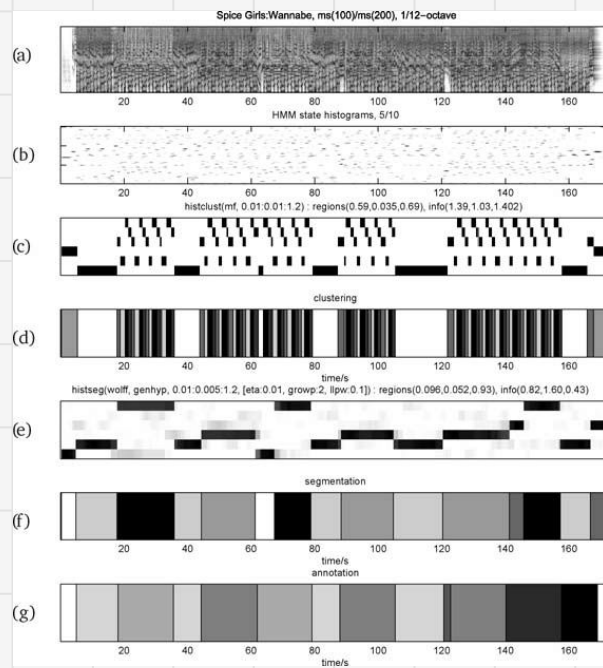 Spice Girls:Wannabe, ms(100)/ms(200), 1/12-octave
(a)
20 40 60 80 100 120 140 160
HMM state histograms, 5/10
(b)
20 40 60 80 100 120 140 160
histclust(mf, 0.01:0.01:1.2) : regions(0.59,0.035,0.69), info(1.39,1.03,1.402)
(c)
20 40 60 80 100 120 140 160
clustering
(d)
20 40 60 80 100 120 140 160
time/s
histseg(wolff, genhyp, 0.01:0.005:1.2, [eta:0.01, growp:2, llpw:0.1]) : regions(0.096,0.052,0.93), info(0.82,1.60,0.43)
(e)
20 40 60 80 100 120 140 160
segmentation
(f)
20 40 60 80 100 120 140 160
time/s
annotation
(g)
20 40 60 80 100 120 140 160
time/s